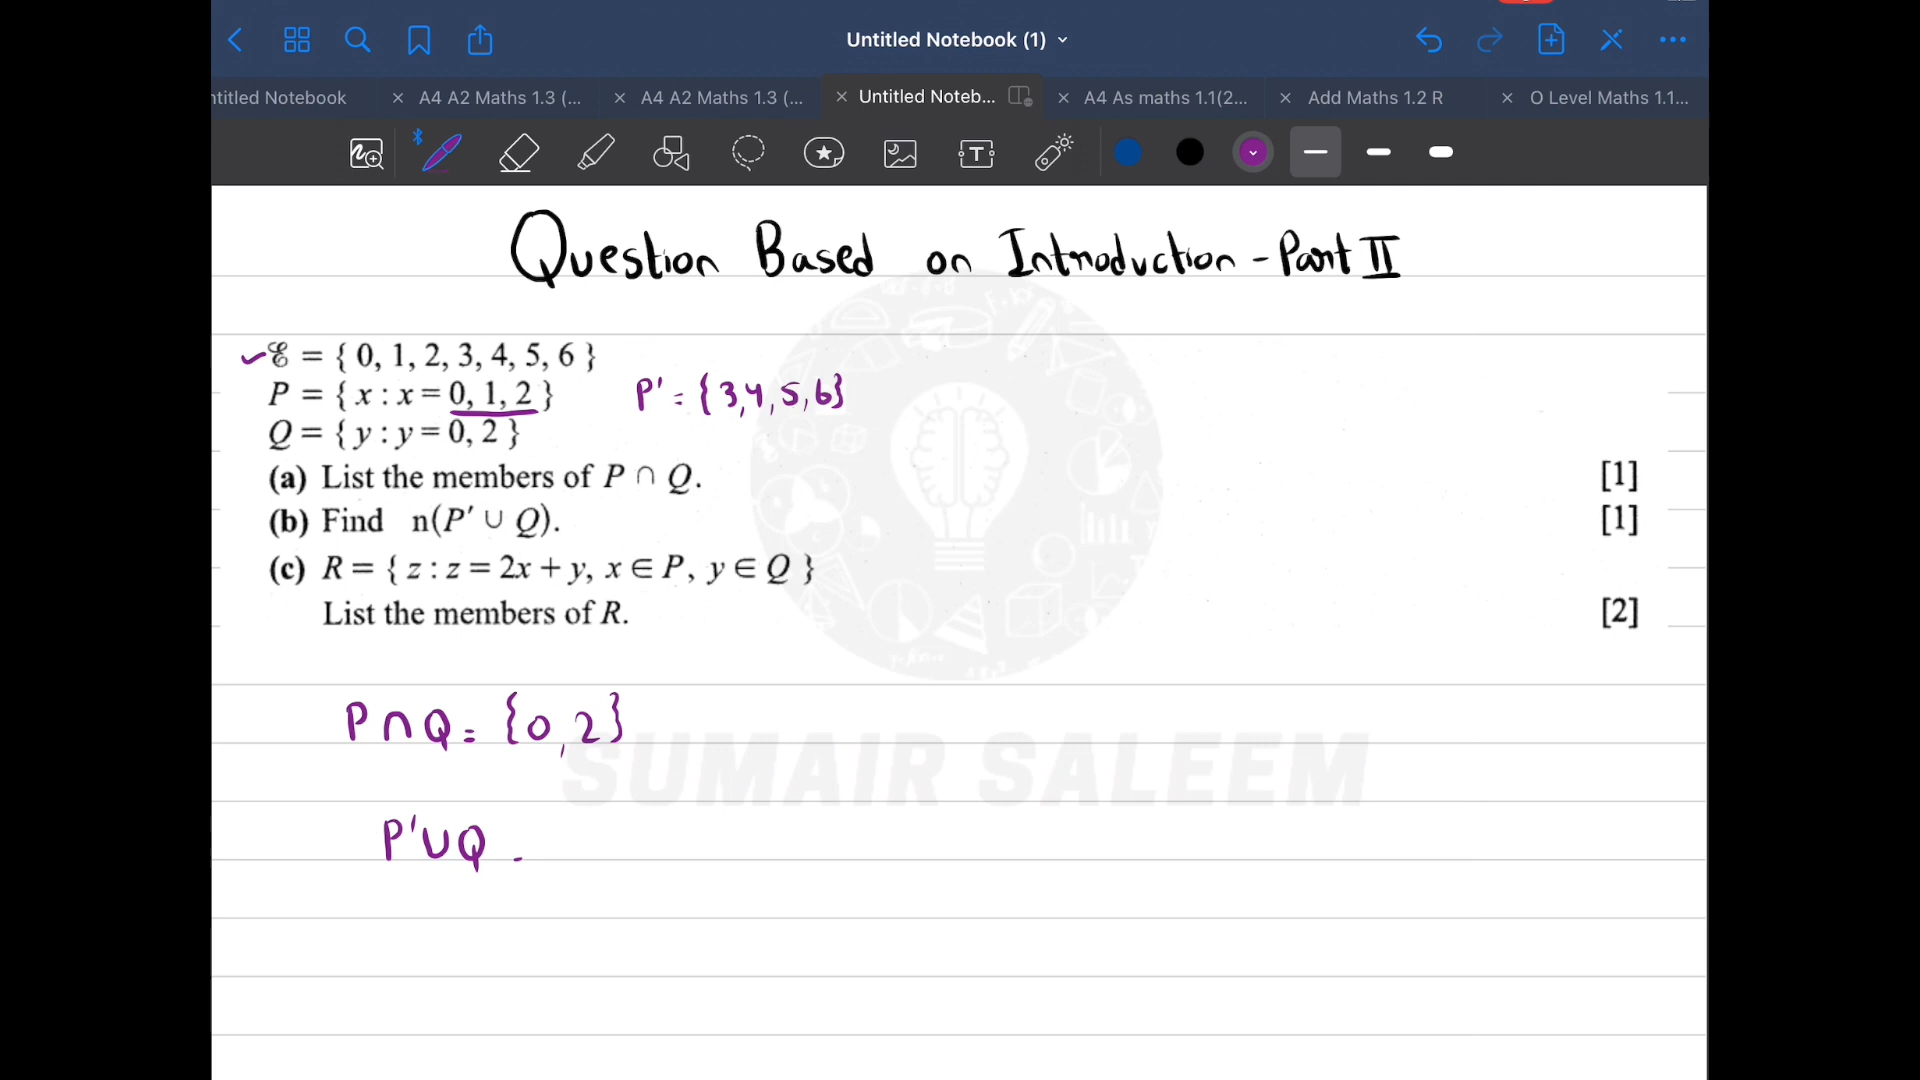 Untitled Notebook (1)
ntitled Notebook
A4 A2 Maths 1.3 (...
A4 A2 Maths 1.3 (...
Untitled Noteb...
A4 As maths 1.1(2...
Add Maths 1.2 R
O Level Maths 1.1...
Question Based on Introduction - Part II
ℰ = { 0, 1, 2, 3, 4, 5, 6 }
P = { x : x = 0, 1, 2 } P' = {3,4,5,6}
Q = { y : y = 0, 2 }
(a) List the members of P ∩ Q. [1]
(b) Find n(P′ ∪ Q). [1]
(c) R = { z : z = 2x + y, x ∈ P, y ∈ Q }
List the members of R. [2]
P∩Q = {0,2}
SUMAIR SALEEM
P'∪Q -